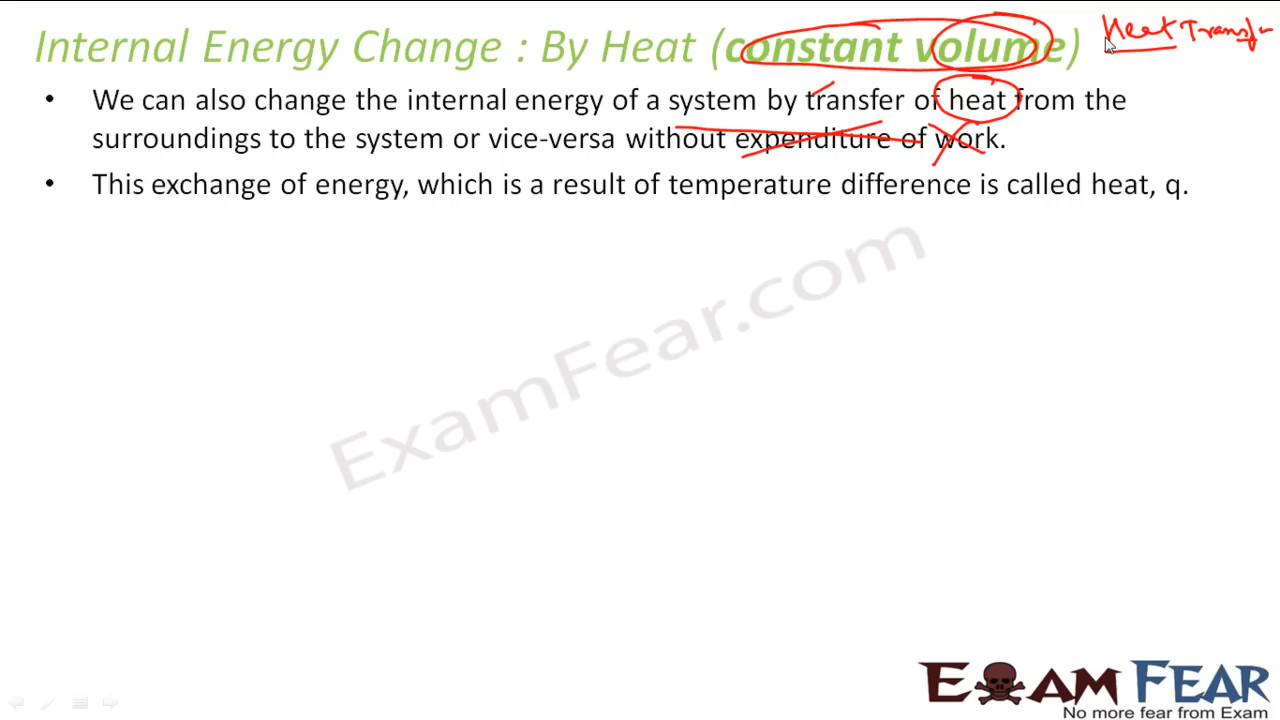 Internal Energy Change : By Heat (constant volume)
Heat Transfr
• We can also change the internal energy of a system by transfer of heat from the
surroundings to the system or vice-versa without expenditure of work.
• This exchange of energy, which is a result of temperature difference is called heat, q.
ExamFear.com
EXAM FEAR
No more fear from Exam